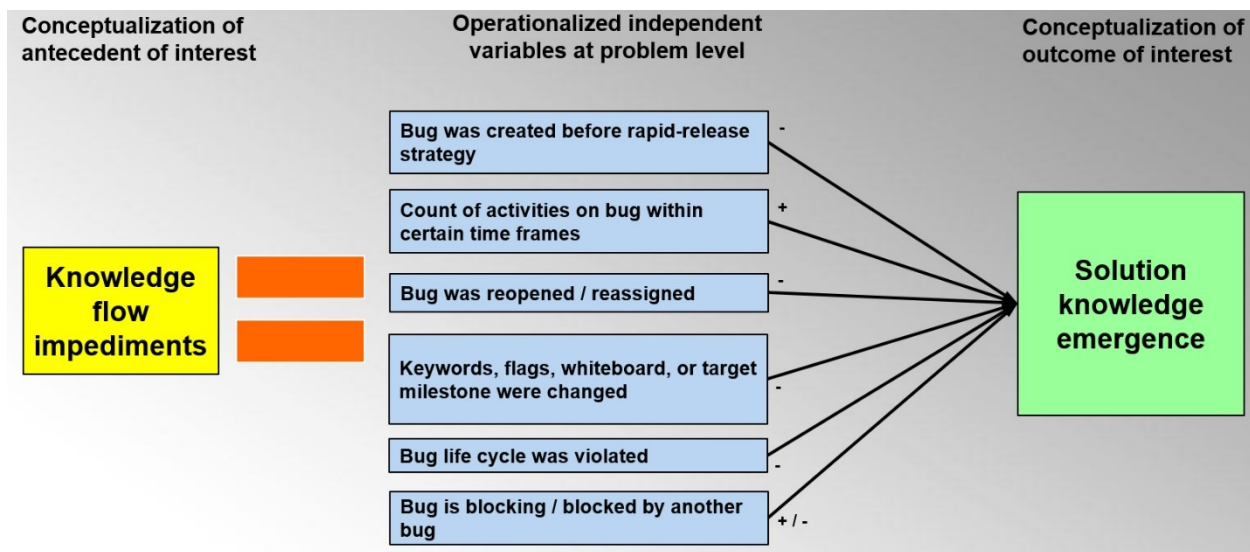 Conceptualization of
antecedent of interest
Operationalized independent
variables at problem level
Conceptualization of
outcome of interest
Knowledge
flow
impediments
Bug was created before rapid-release
strategy
-
Count of activities on bug within
certain time frames
+
Bug was reopened / reassigned
-
Keywords, flags, whiteboard, or target
milestone were changed
-
Bug life cycle was violated
-
Bug is blocking / blocked by another
bug
+ / -
Solution
knowledge
emergence